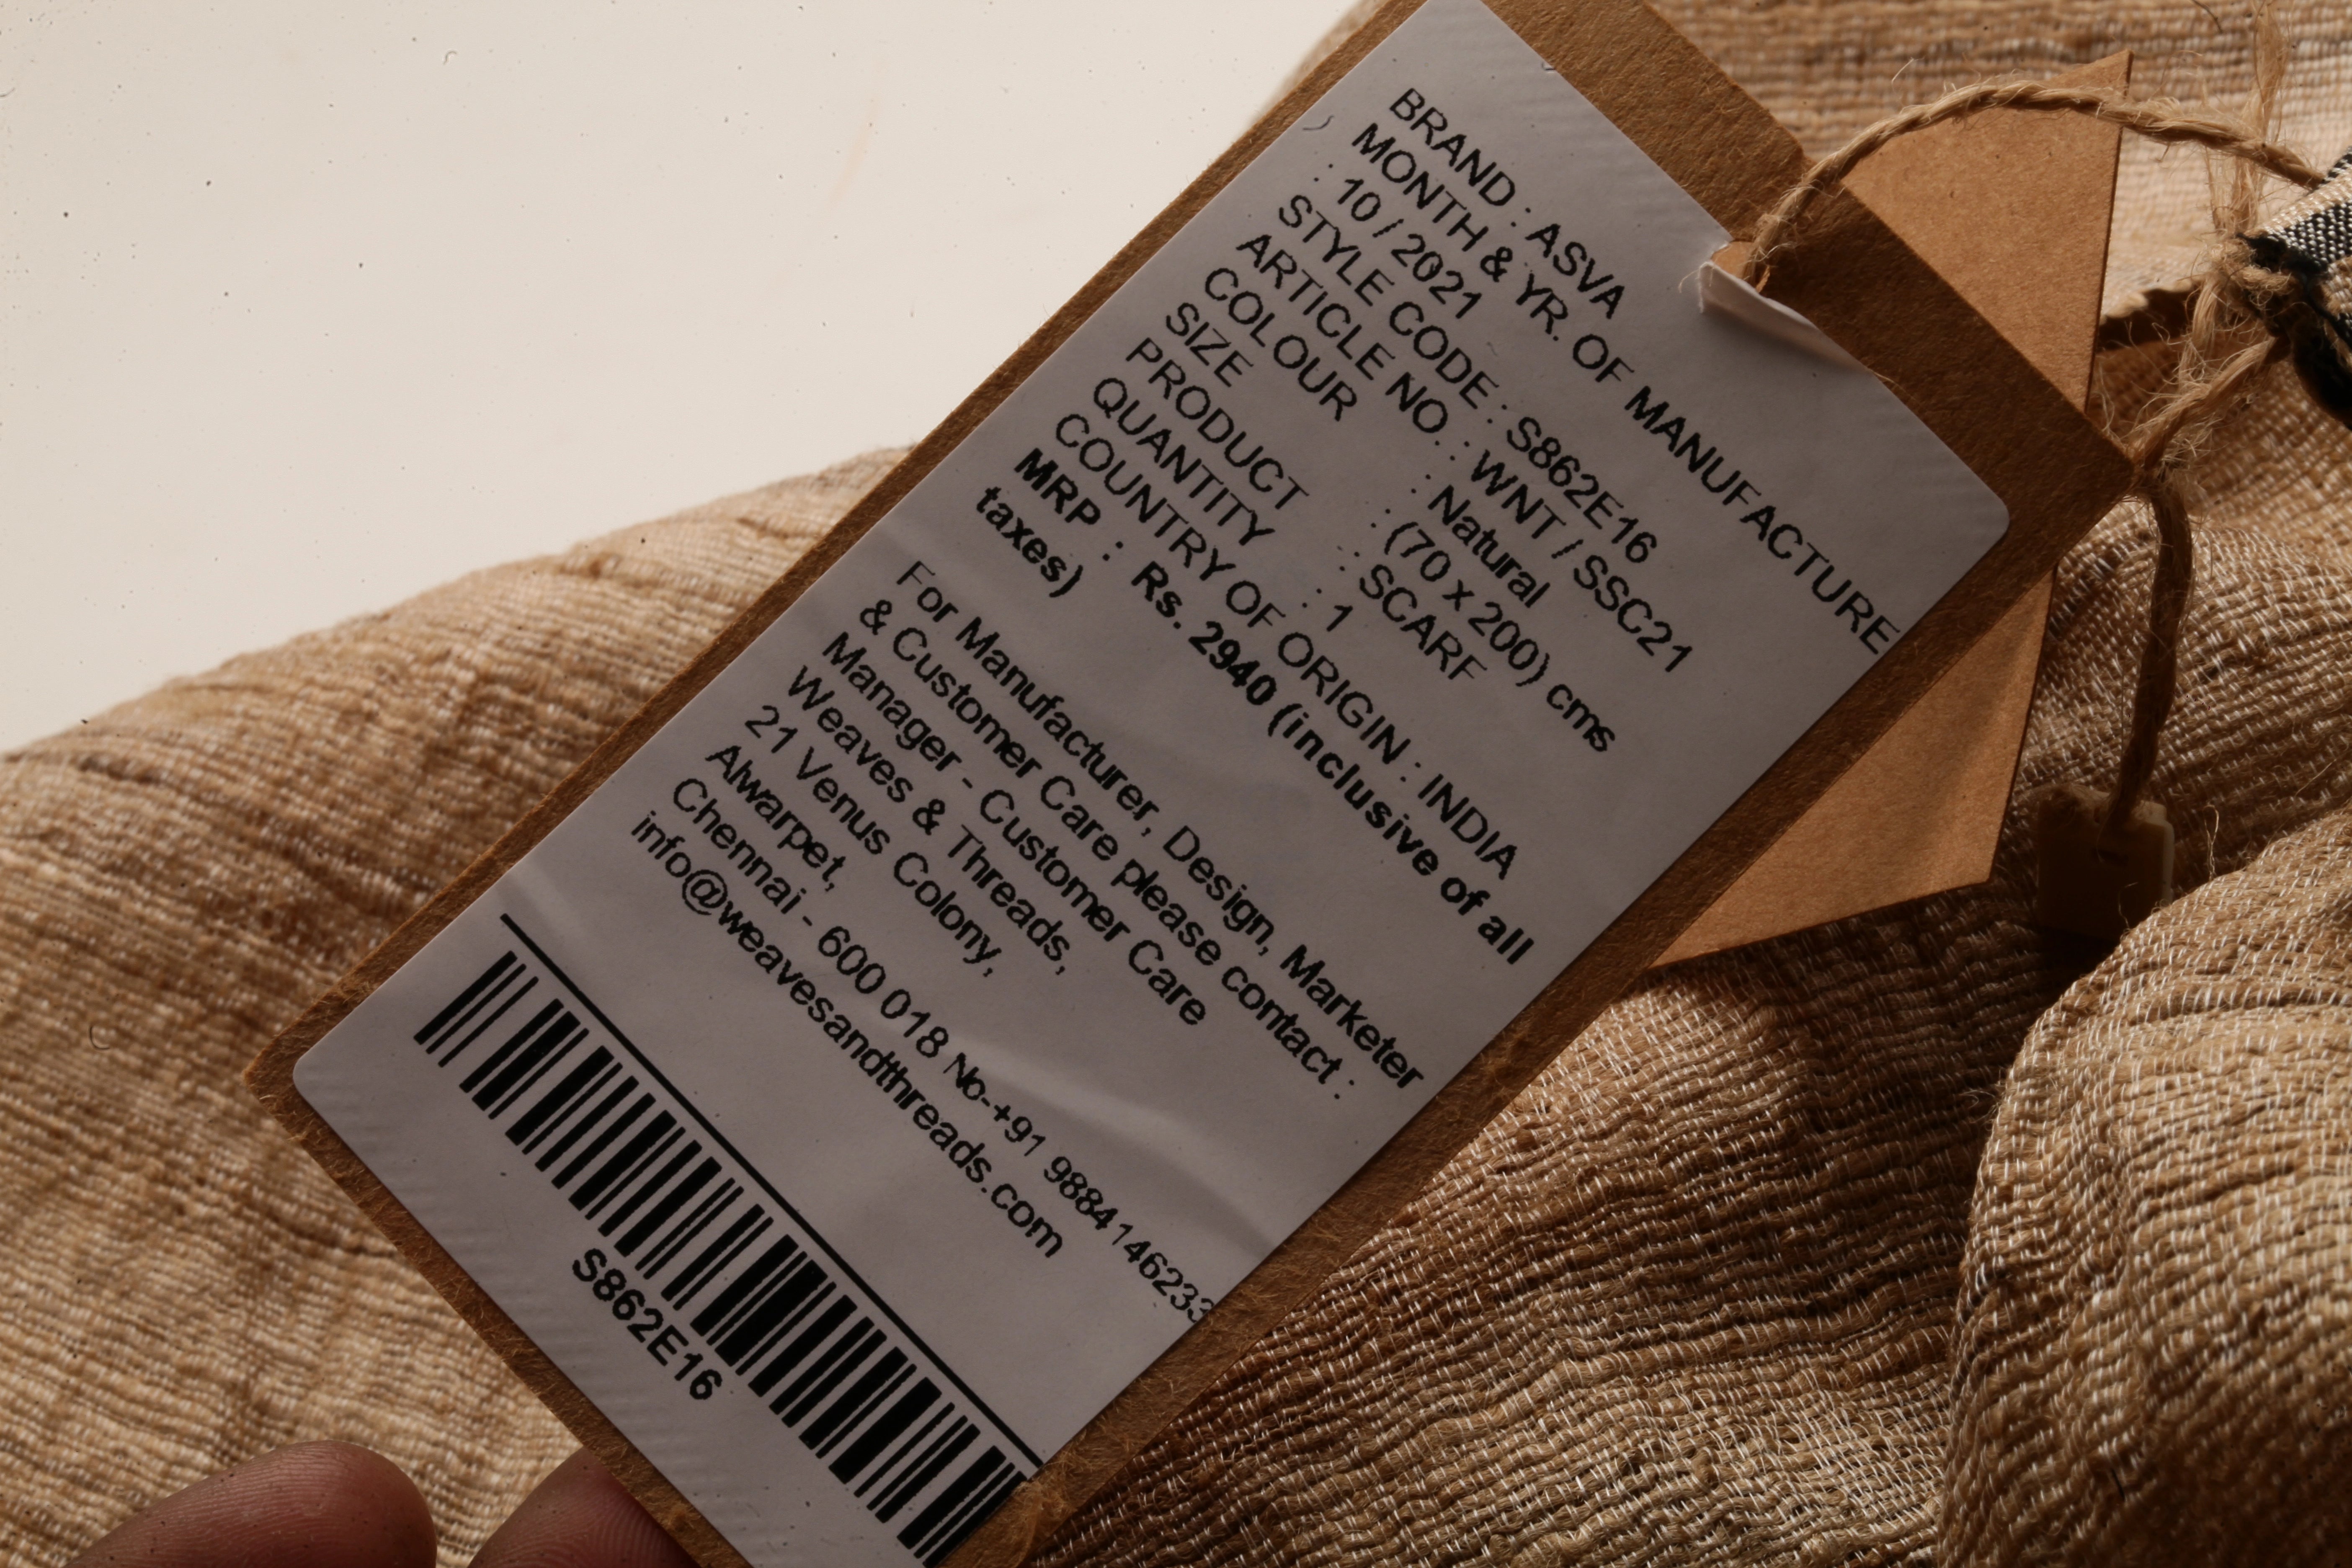 BRAND : ASVA
MONTH & YR. OF MANUFACTURE
: 10 / 2021
STYLE CODE : S862E16
ARTICLE NO. : WNT / SSC21
COLOUR : Natural
SIZE : (70 x 200) cms
PRODUCT : SCARF
QUANTITY : 1
COUNTRY OF ORIGIN : INDIA
MRP : Rs. 2940 (inclusive of all
taxes)
For Manufacturer, Design, Marketer
& Customer Care please contact :
Manager - Customer Care
Weaves & Threads,
21 Venus Colony,
Alwarpet,
Chennai - 600 018 No-+91 9884146233
info@weavesandthreads.com
S862E16